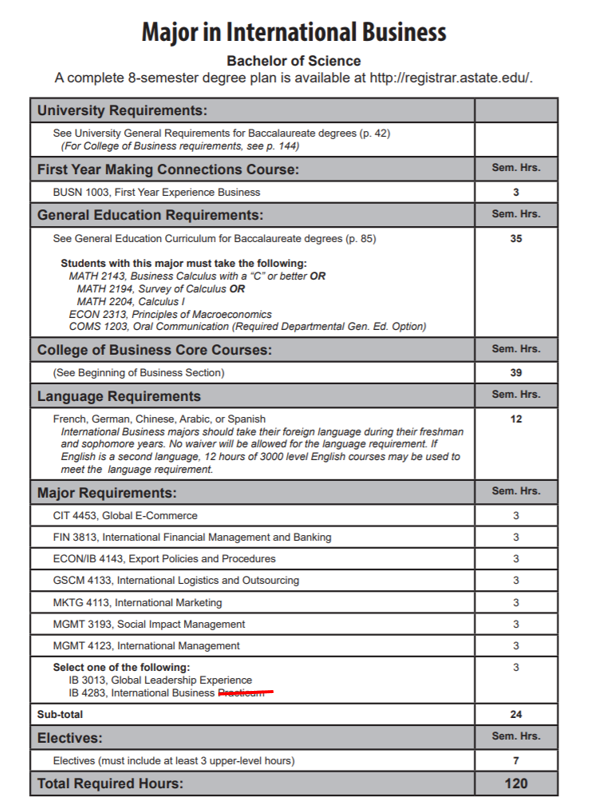 Major in International Business
Bachelor of Science
A complete 8-semester degree plan is available at http://registrar.astate.edu/.
University Requirements:
See University General Requirements for Baccalaureate degrees (p. 42)
(For College of Business requirements, see p. 144)
First Year Making Connections Course: Sem. Hrs.
BUSN 1003, First Year Experience Business 3
General Education Requirements: Sem. Hrs.
See General Education Curriculum for Baccalaureate degrees (p. 85) 35
Students with this major must take the following:
MATH 2143, Business Calculus with a “C” or better OR
MATH 2194, Survey of Calculus OR
MATH 2204, Calculus I
ECON 2313, Principles of Macroeconomics
COMS 1203, Oral Communication (Required Departmental Gen. Ed. Option)
College of Business Core Courses: Sem. Hrs.
(See Beginning of Business Section) 39
Language Requirements Sem. Hrs.
French, German, Chinese, Arabic, or Spanish 12
International Business majors should take their foreign language during their freshman
and sophomore years. No waiver will be allowed for the language requirement. If
English is a second language, 12 hours of 3000 level English courses may be used to
meet the language requirement.
Major Requirements: Sem. Hrs.
CIT 4453, Global E-Commerce 3
FIN 3813, International Financial Management and Banking 3
ECON/IB 4143, Export Policies and Procedures 3
GSCM 4133, International Logistics and Outsourcing 3
MKTG 4113, International Marketing 3
MGMT 3193, Social Impact Management 3
MGMT 4123, International Management 3
Select one of the following: 3
IB 3013, Global Leadership Experience
IB 4283, International Business Practicum
Sub-total 24
Electives: Sem. Hrs.
Electives (must include at least 3 upper-level hours) 7
Total Required Hours: 120